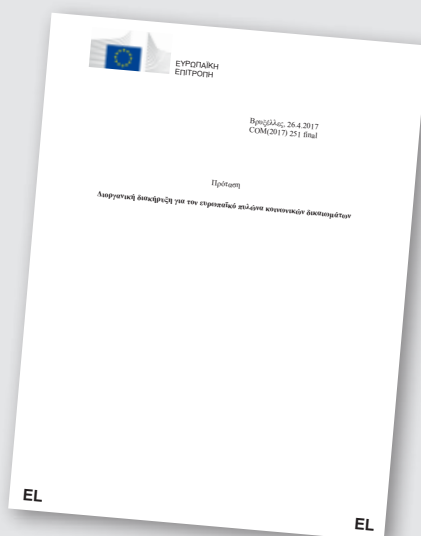 ΕΥΡΩΠΑΪΚΗ
ΕΠΙΤΡΟΠΗ
Βρυξέλλες, 26.4.2017
COM(2017) 251 final
Πρόταση
Διοργανική διακήρυξη για τον ευρωπαϊκό πυλώνα κοινωνικών δικαιωμάτων
EL
EL